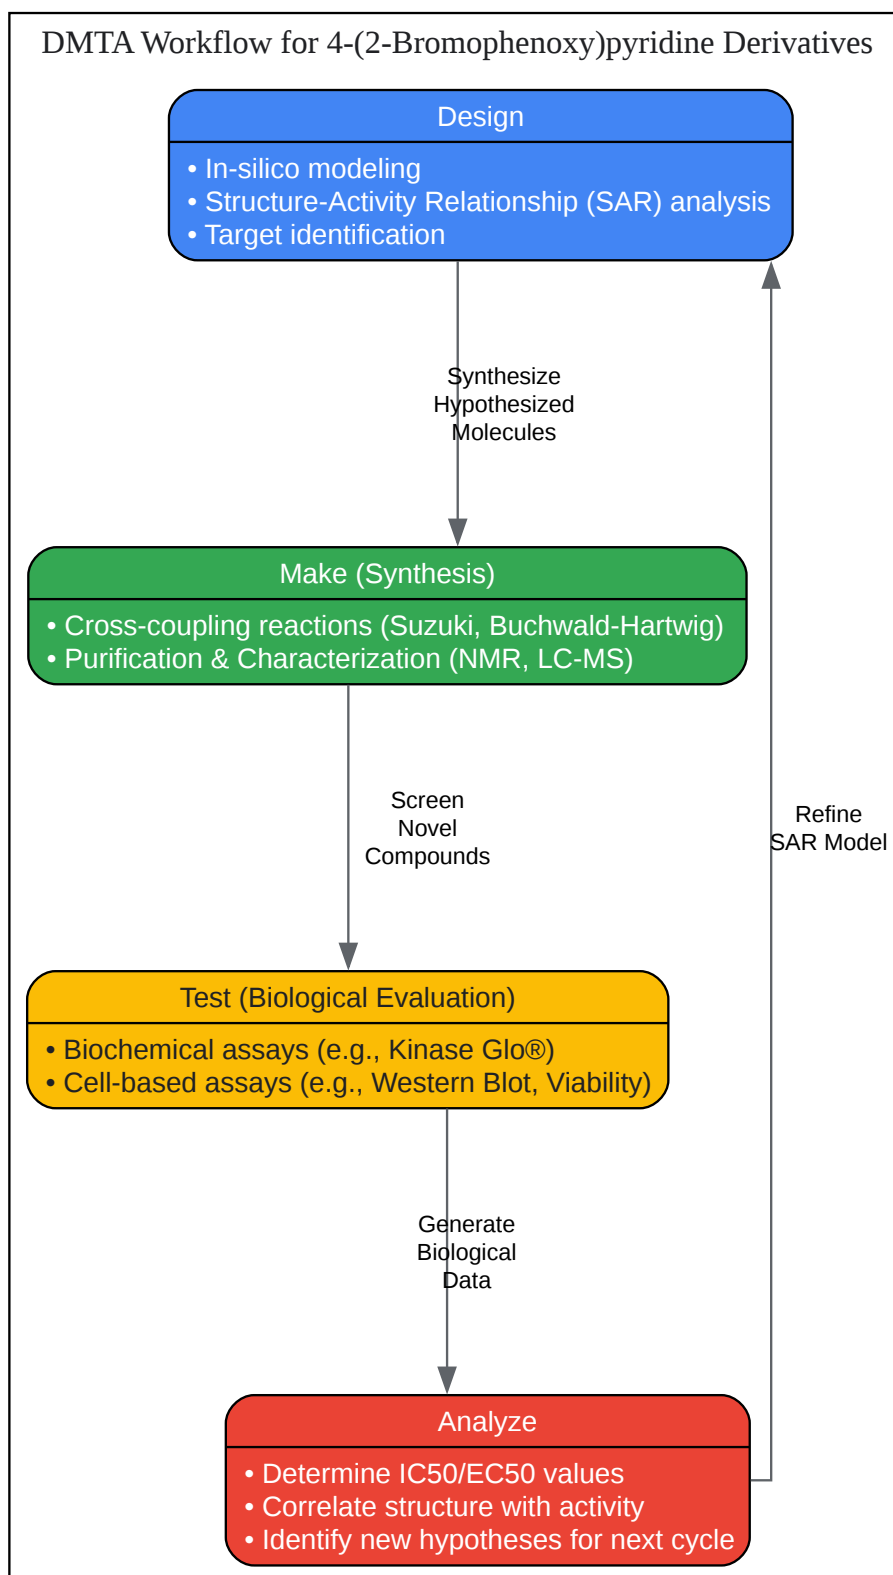 DMTA Workflow for 4-(2-Bromophenoxy)pyridine Derivatives
Design
• In-silico modeling
• Structure-Activity Relationship (SAR) analysis
• Target identification
Synthesize
Hypothesized
Molecules
Make (Synthesis)
• Cross-coupling reactions (Suzuki, Buchwald-Hartwig)
• Purification & Characterization (NMR, LC-MS)
Screen
Novel
Compounds
Refine
SAR Model
Test (Biological Evaluation)
• Biochemical assays (e.g., Kinase Glo®)
• Cell-based assays (e.g., Western Blot, Viability)
Generate
Biological
Data
Analyze
• Determine IC50/EC50 values
• Correlate structure with activity
• Identify new hypotheses for next cycle